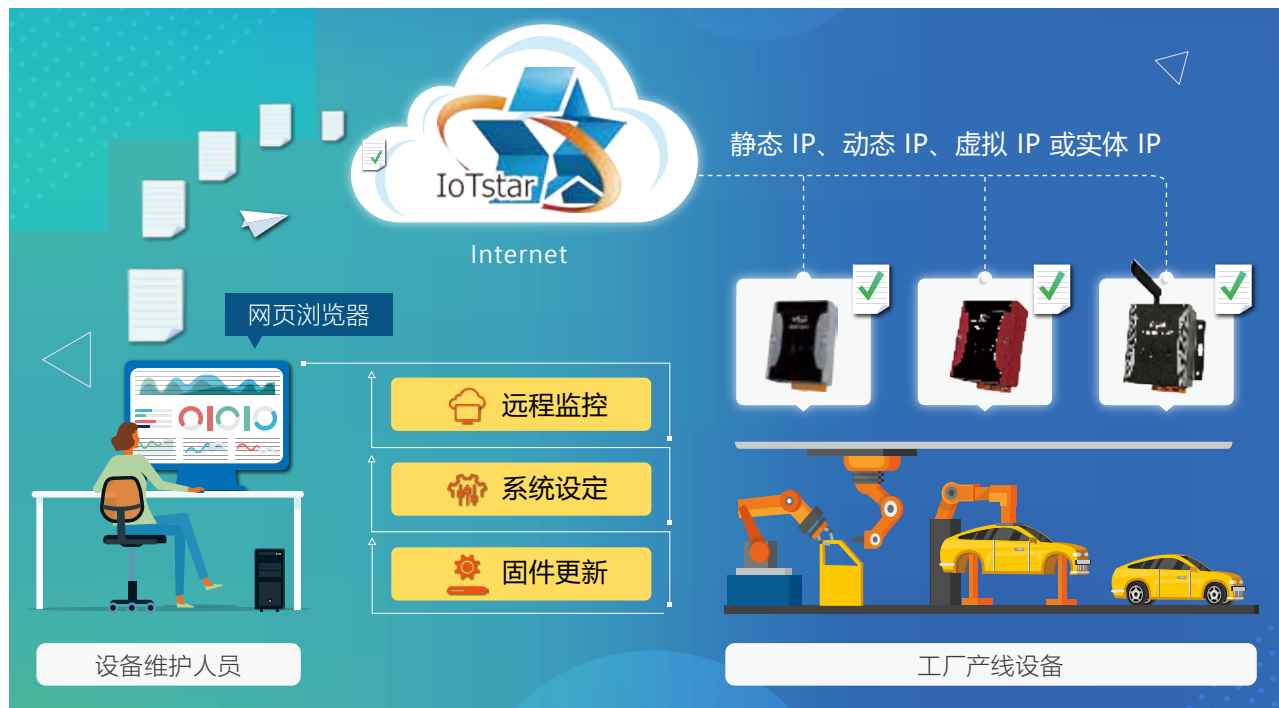 IoTstar
Internet
静态 IP、动态 IP、虚拟 IP 或实体 IP
网页浏览器
远程监控
系统设定
固件更新
设备维护人员
工厂产线设备